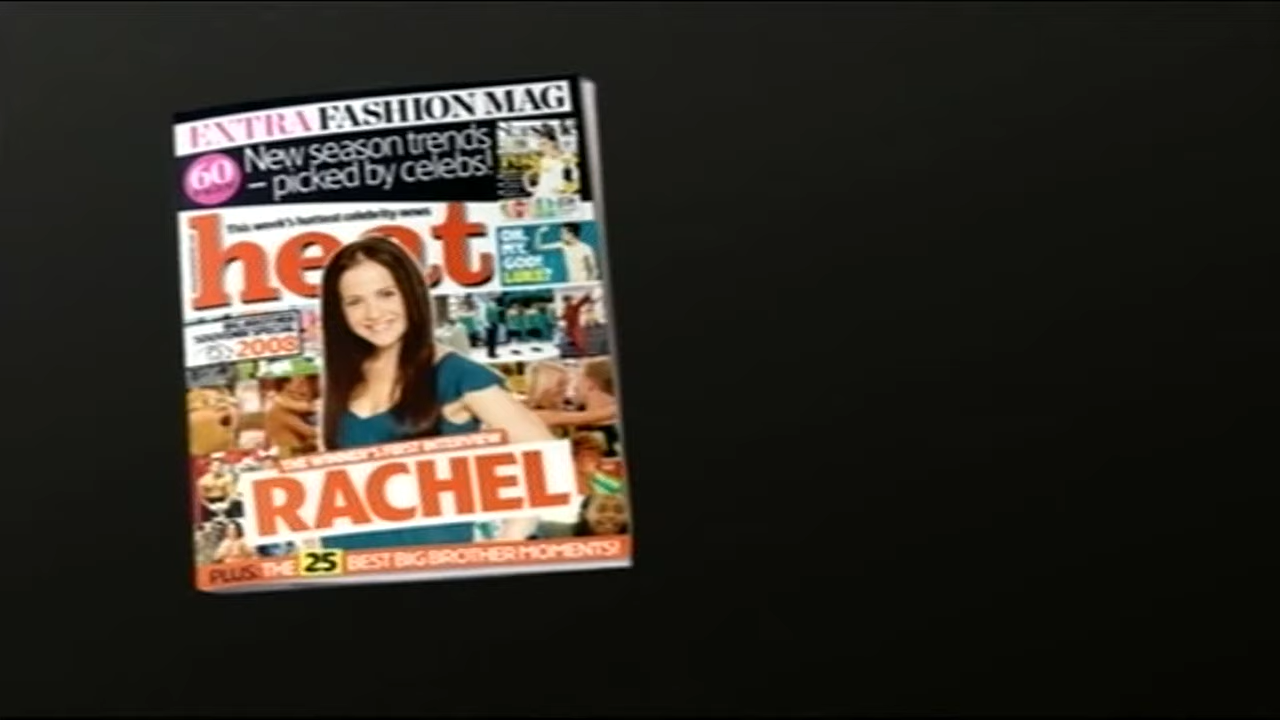 EXTRA FASHION MAG
60
New season trends
– picked by celebs!
This week's hottest celebrity news
heat
OH.
MY.
GOD!
LUKE?
2008
THE WINNER'S FIRST INTERVIEW
RACHEL
PLUS: THE 25 BEST BIG BROTHER MOMENTS!